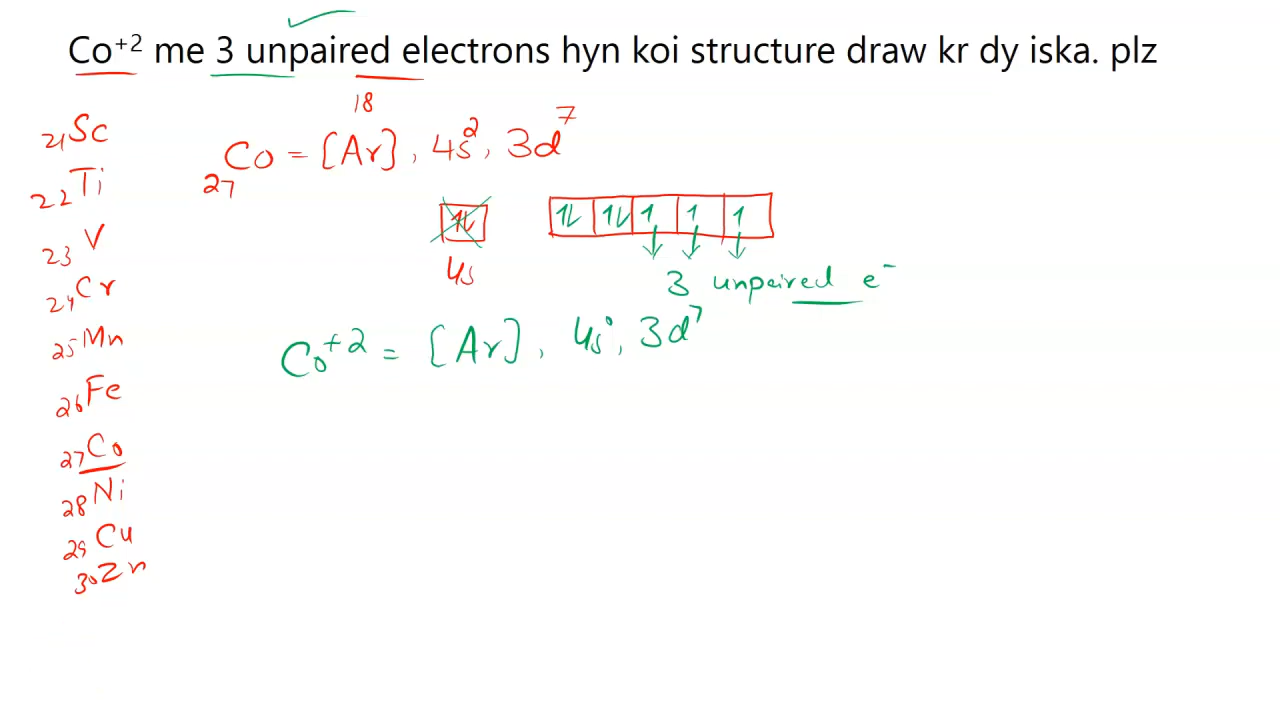 Co⁺² me 3 unpaired electrons hyn koi structure draw kr dy iska. plz
18
₂₇Co = [Ar], 4s², 3d⁷
4s
3 unpaired e⁻
Co⁺² = [Ar], 4s⁰, 3d⁷
₂₁Sc
₂₂Ti
₂₃V
₂₄Cr
₂₅Mn
₂₆Fe
₂₇Co
₂₈Ni
₂₉Cu
₃₀Zn